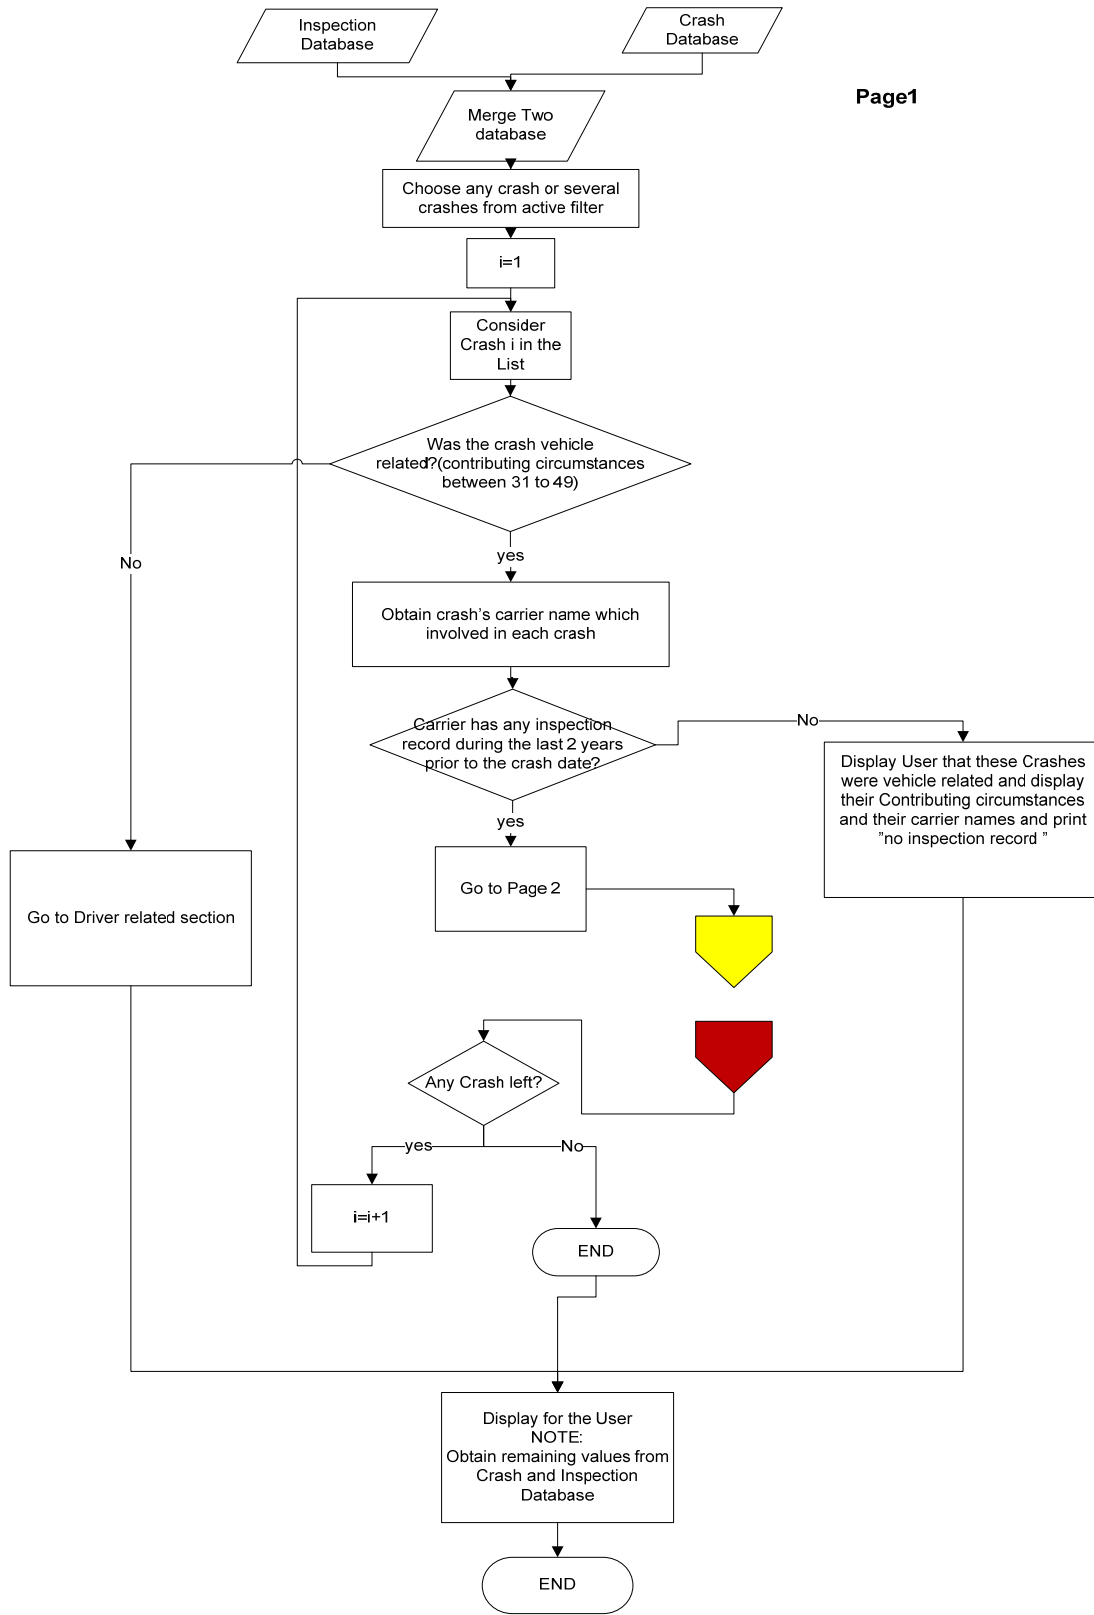 Inspection
Database
Crash
Database
Page1
Merge Two
database
Choose any crash or several
crashes from active filter
i=1
Consider
Crash i in the
List
Was the crash vehicle
related?(contributing circumstances
between 31 to 49)
No
yes
Obtain crash's carrier name which
involved in each crash
Carrier has any inspection
record during the last 2 years
prior to the crash date?
No
Display User that these Crashes
were vehicle related and display
their Contributing circumstances
and their carrier names and print
”no inspection record ”
yes
Go to Page 2
Go to Driver related section
Any Crash left?
yes
No
i=i+1
END
Display for the User
NOTE:
Obtain remaining values from
Crash and Inspection
Database
END